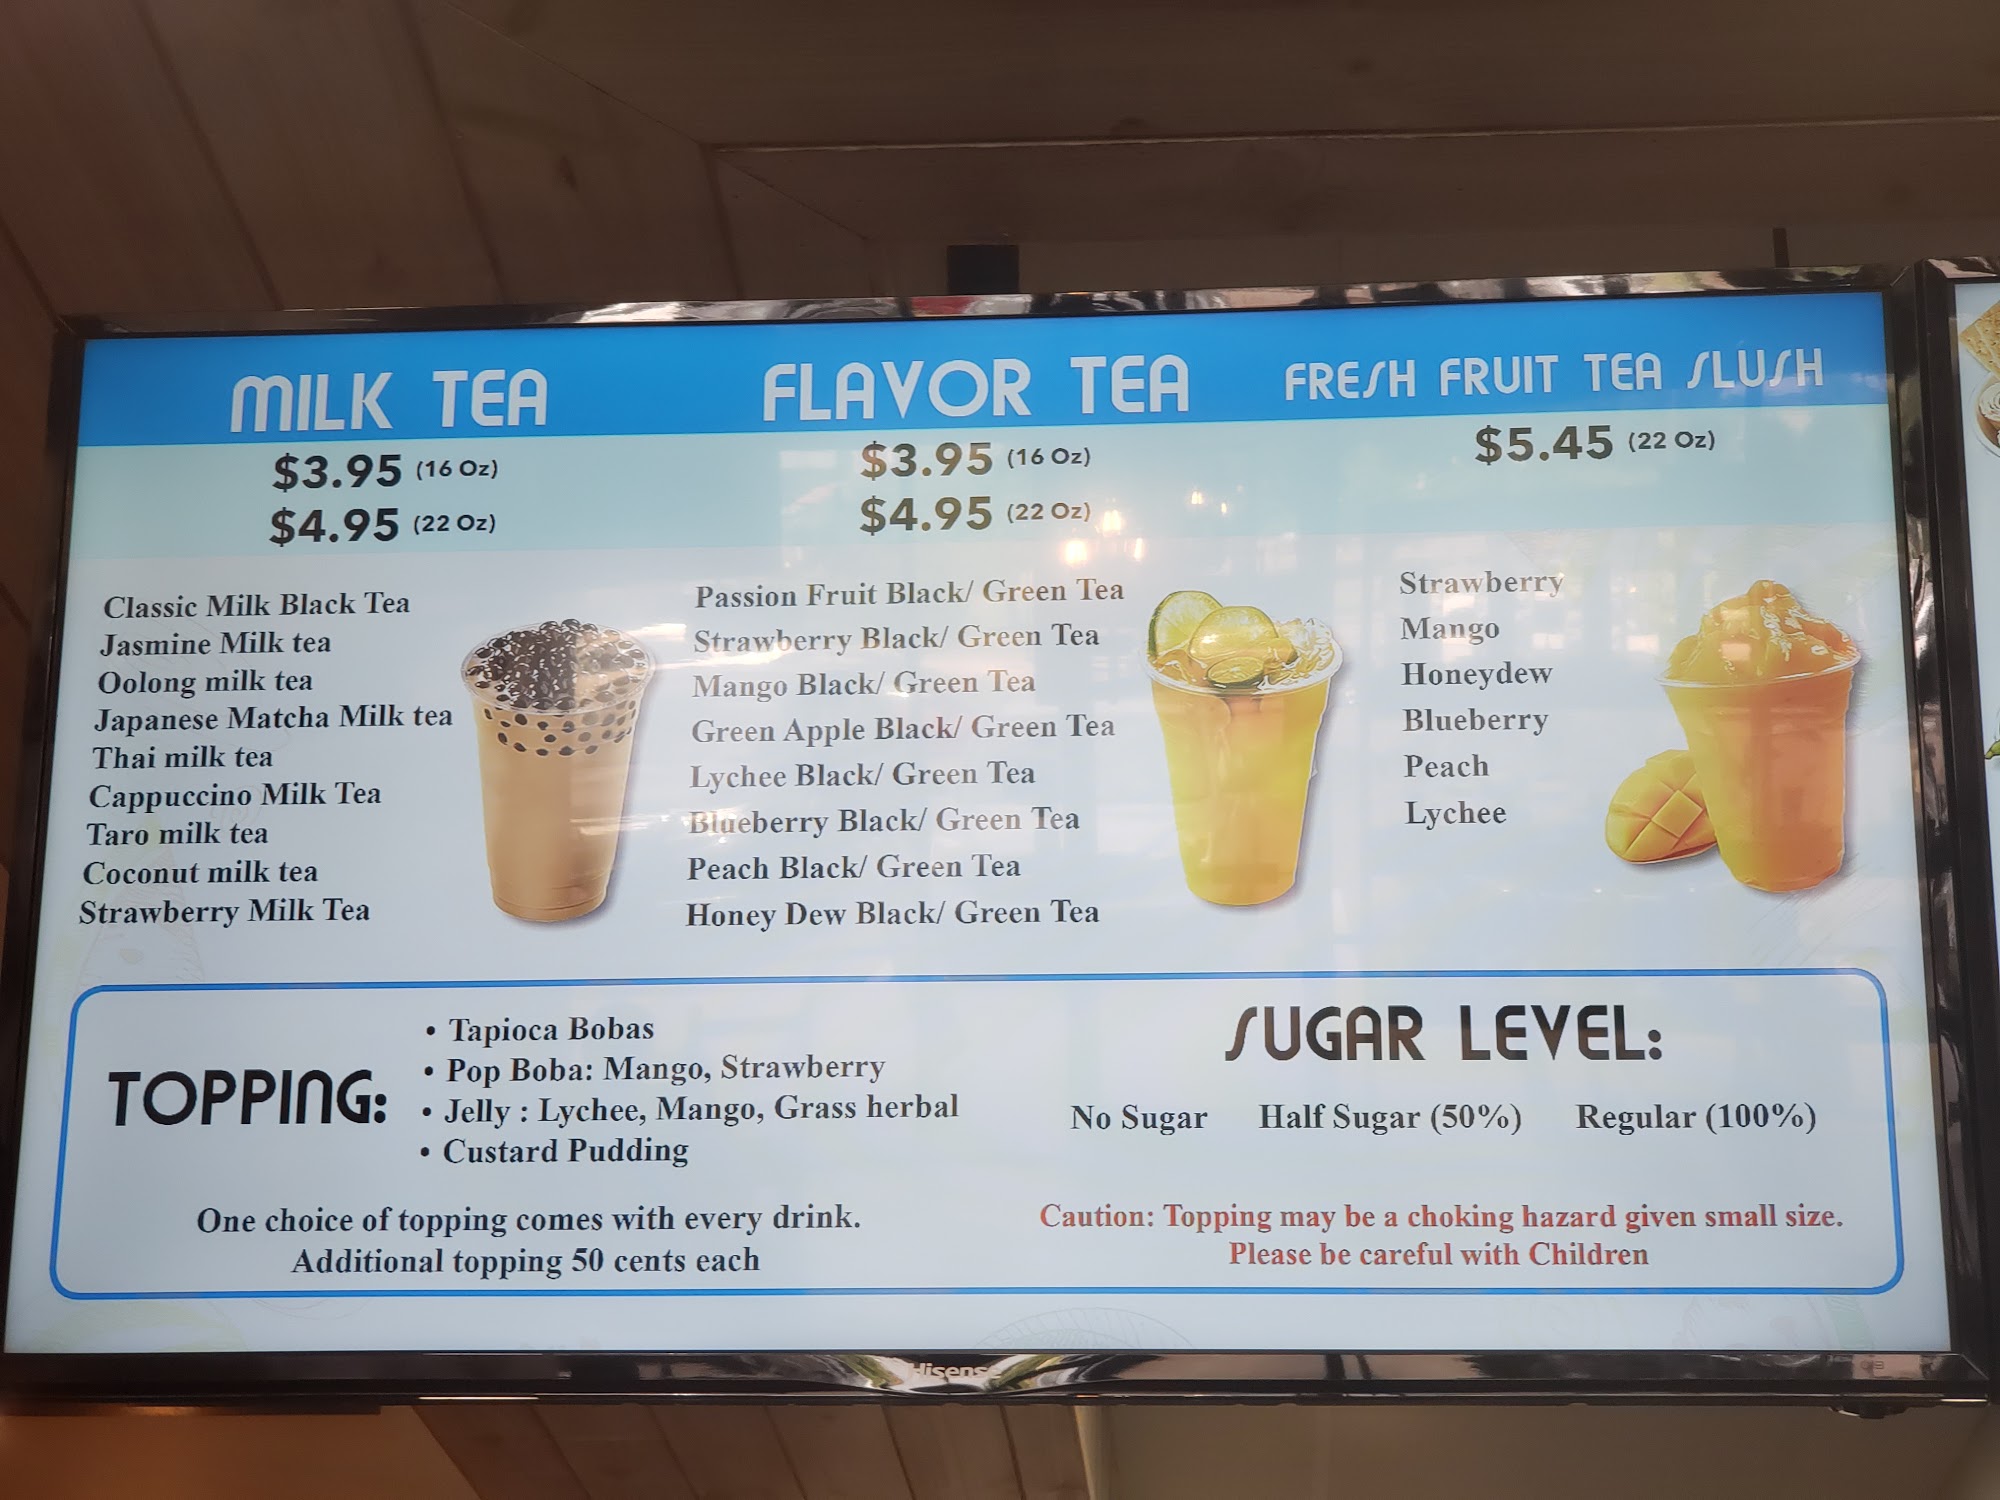 MILK TEA
$3.95 (16 Oz)
$4.95 (22 Oz)
Classic Milk Black Tea
Jasmine Milk tea
Oolong milk tea
Japanese Matcha Milk tea
Thai milk tea
Cappuccino Milk Tea
Taro milk tea
Coconut milk tea
Strawberry Milk Tea
FLAVOR TEA
$3.95 (16 Oz)
$4.95 (22 Oz)
Passion Fruit Black/ Green Tea
Strawberry Black/ Green Tea
Mango Black/ Green Tea
Green Apple Black/ Green Tea
Lychee Black/ Green Tea
Blueberry Black/ Green Tea
Peach Black/ Green Tea
Honey Dew Black/ Green Tea
FRESH FRUIT TEA SLUSH
$5.45 (22 Oz)
Strawberry
Mango
Honeydew
Blueberry
Peach
Lychee
TOPPING:
• Tapioca Bobas
• Pop Boba: Mango, Strawberry
• Jelly : Lychee, Mango, Grass herbal
• Custard Pudding
One choice of topping comes with every drink.
Additional topping 50 cents each
SUGAR LEVEL:
No Sugar Half Sugar (50%) Regular (100%)
Caution: Topping may be a choking hazard given small size.
Please be careful with Children
Hisense